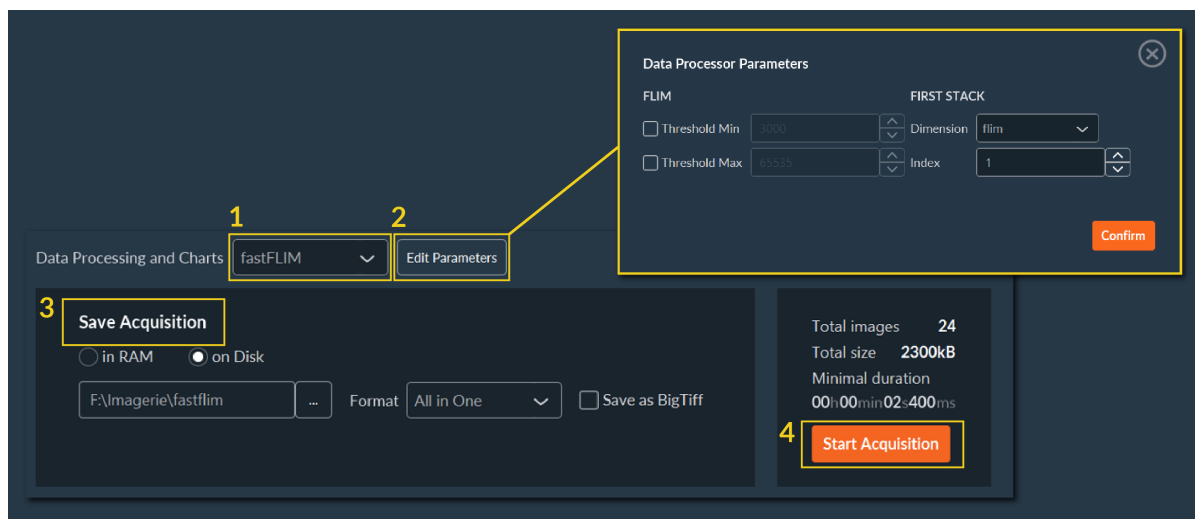 Data Processor Parameters
FLIM FIRST STACK
Threshold Min 3000 Dimension flim
Threshold Max 65535 Index 1
Confirm
1 2
Data Processing and Charts fastFLIM Edit Parameters
3 Save Acquisition
in RAM on Disk
F:\Imagerie\fastflim ... Format All in One Save as BigTiff
Total images 24
Total size 2300kB
Minimal duration
00h00min02s400ms
4 Start Acquisition